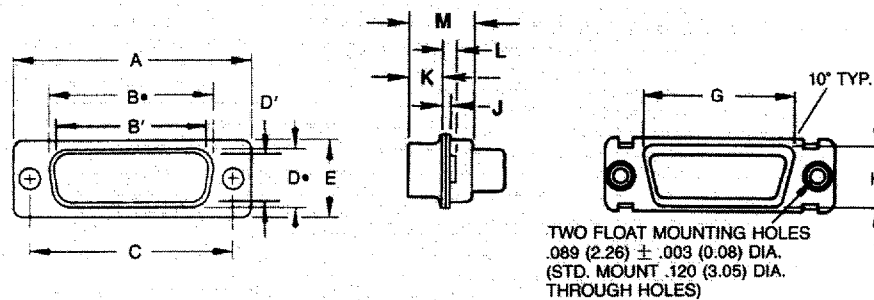 A
B•
B'
D'
D•
E
C
M
L
K
J
G
10° TYP.
TWO FLOAT MOUNTING HOLES
.089 (2.26) ± .003 (0.08) DIA.
(STD. MOUNT .120 (3.05) DIA.
THROUGH HOLES)